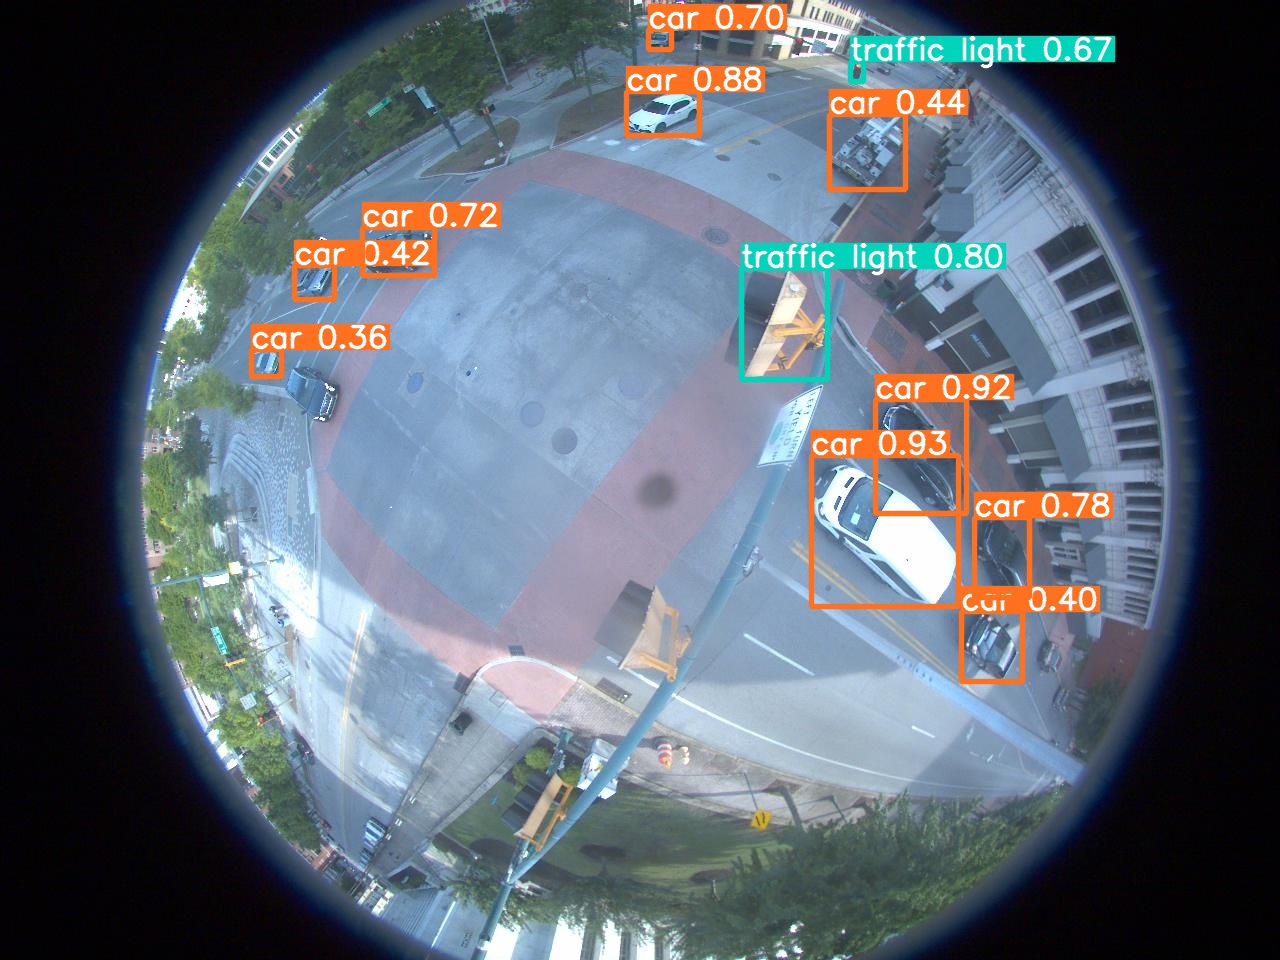 car 0.70
traffic light 0.67
car 0.88
car 0.44
car 0.72
car 0.42
traffic light 0.80
car 0.36
car 0.92
car 0.93
car 0.78
car 0.40